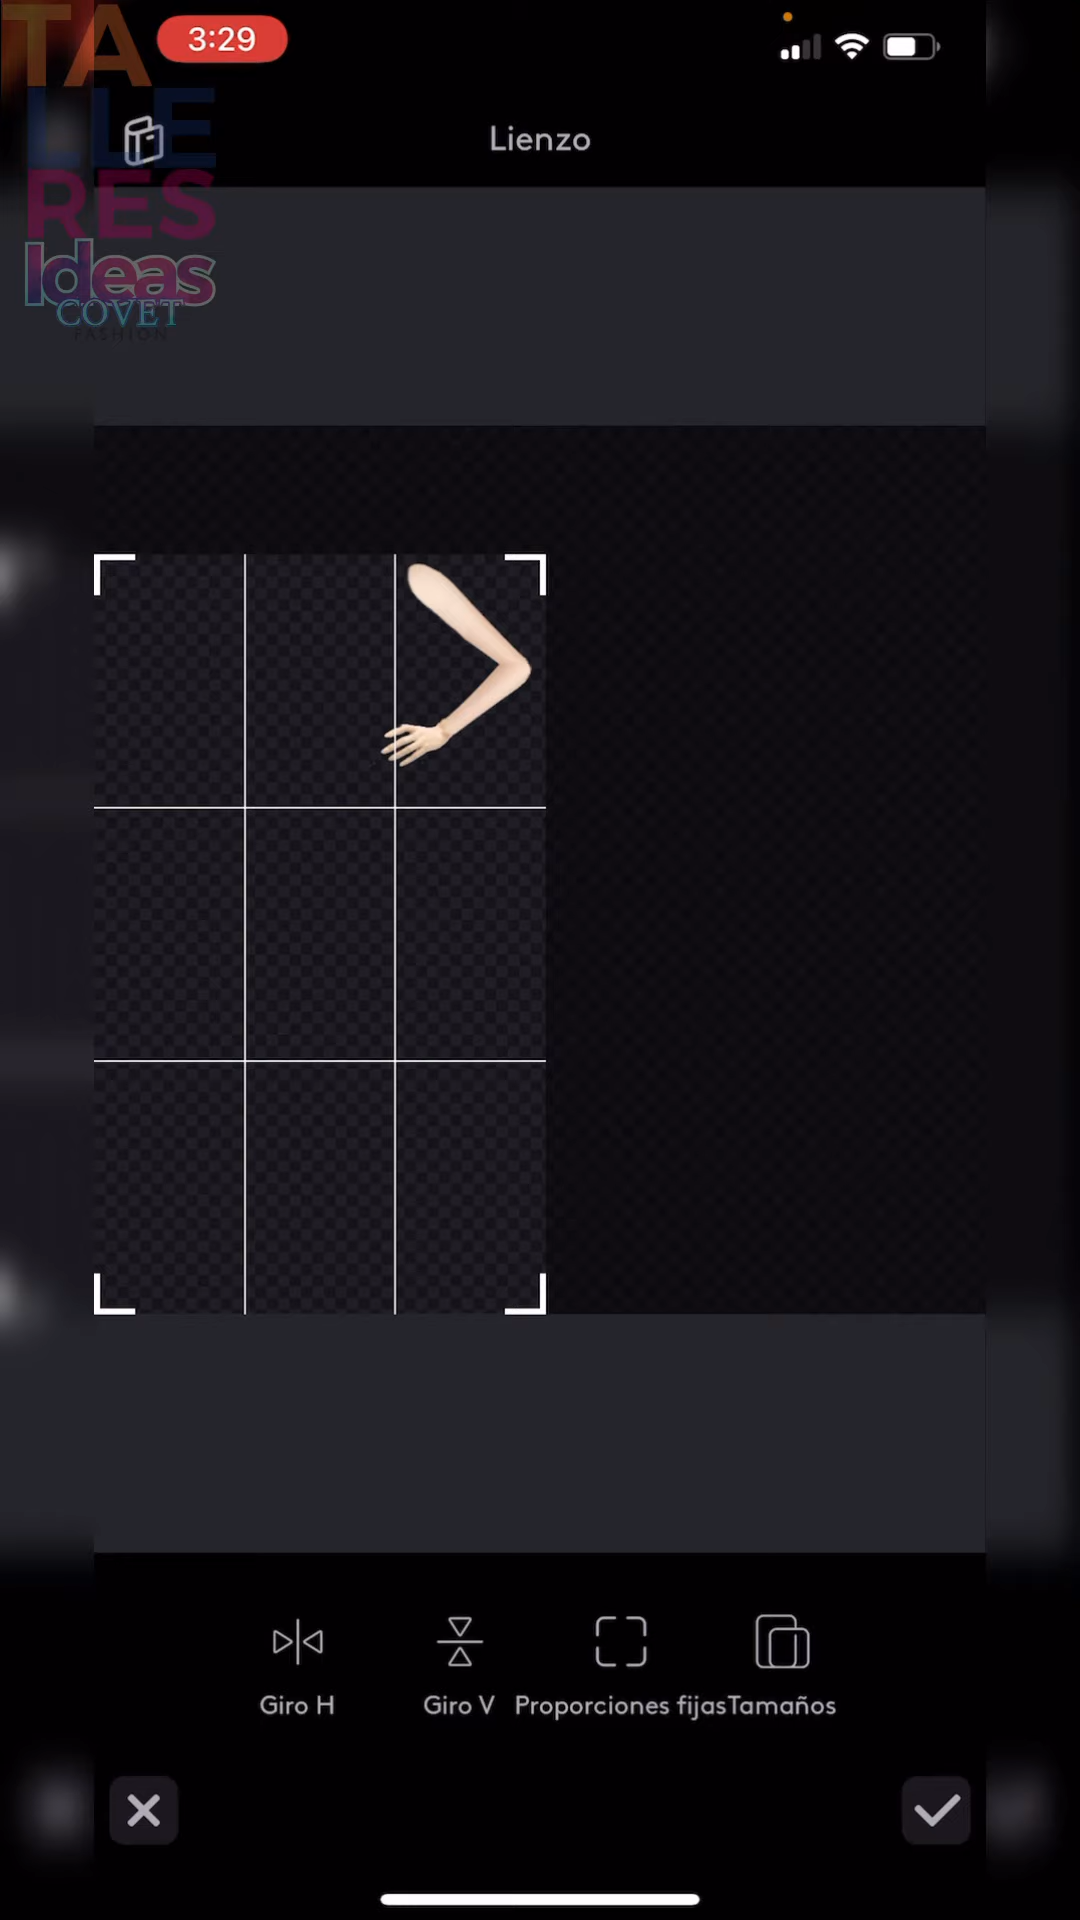 TA
LLE
RES
Ideas
COVET
FASHION
3:29
Lienzo
Giro H
Giro V
Proporciones fijas
Tamaños